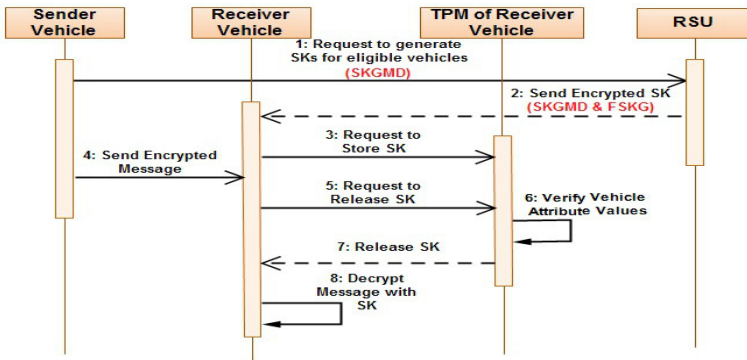 Sender
Vehicle
Receiver
Vehicle
TPM of Receiver
Vehicle
RSU
1: Request to generate
SKs for eligible vehicles
(SKGMD)
2: Send Encrypted SK
(SKGMD & FSKG)
3: Request to
Store SK
4: Send Encrypted
Message
5: Request to
Release SK
6: Verify Vehicle
Attribute Values
7: Release SK
8: Decrypt
Message with
SK